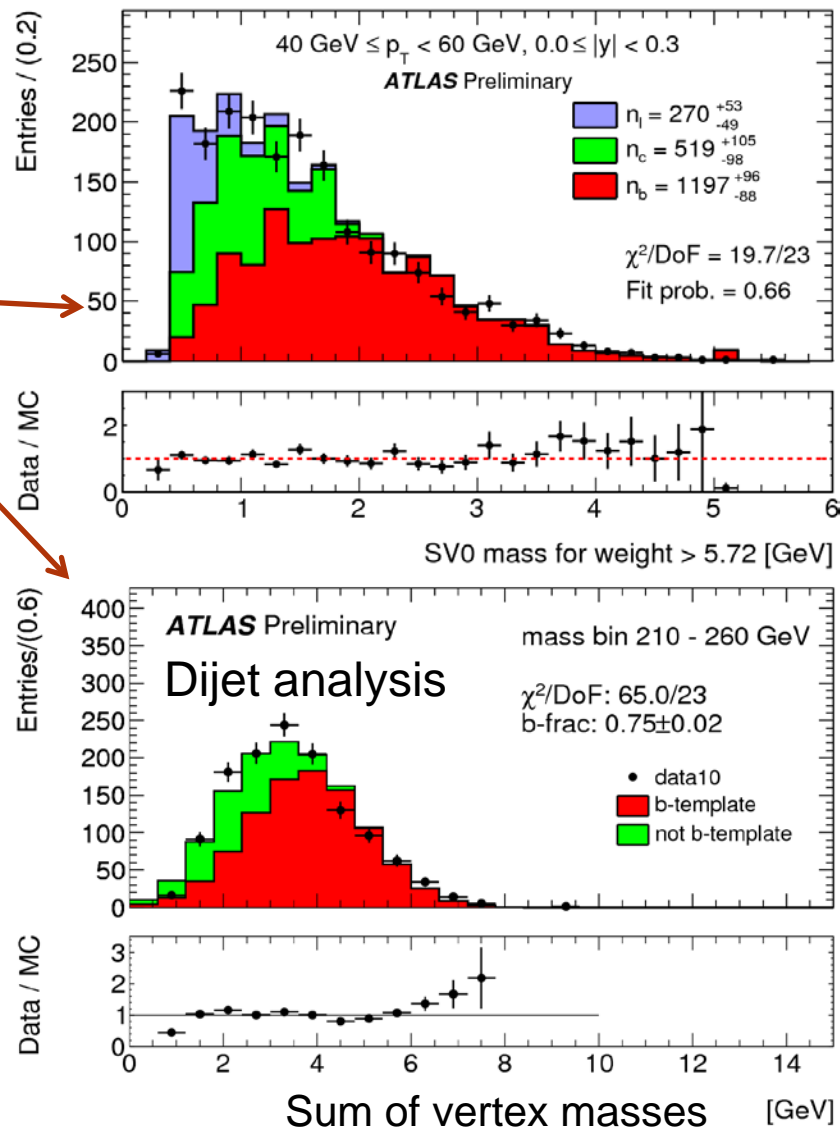 40 GeV ≤ p_T < 60 GeV, 0.0 ≤ |y| < 0.3
ATLAS Preliminary
Entries / (0.2)
250
200
150
100
50
0
n_l = 270 +53 -49
n_c = 519 +105 -98
n_b = 1197 +96 -88
χ²/DoF = 19.7/23
Fit prob. = 0.66
Data / MC
2
1
0
0 1 2 3 4 5 6
SV0 mass for weight > 5.72 [GeV]
Entries/(0.6)
400
350
300
250
200
150
100
50
0
ATLAS Preliminary
mass bin 210 - 260 GeV
Dijet analysis
χ²/DoF: 65.0/23
b-frac: 0.75±0.02
data10
b-template
not b-template
Data / MC
3
2
1
0
0 2 4 6 8 10 12 14
Sum of vertex masses [GeV]